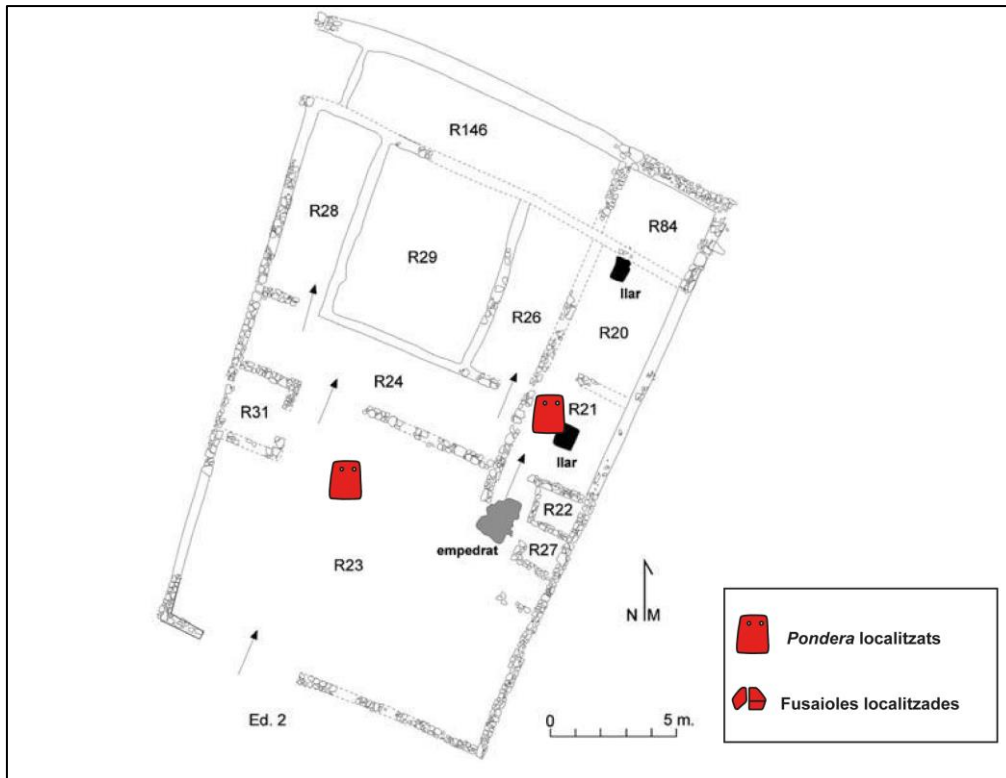 R146
R28
R84
R29
llar
R26
R20
R24
R21
R31
llar
R22
empedrat
R27
R23
N M
Pondera localitzats
Fusaioles localitzades
Ed. 2
0 5 m.